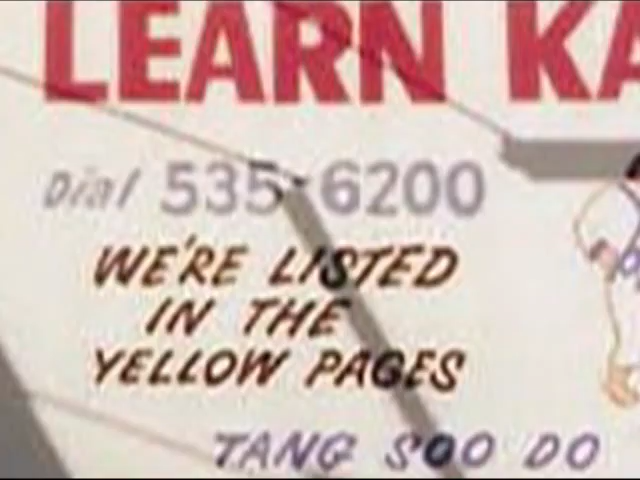 LEARN KA
Dial 535-6200
WE'RE LISTED
IN THE
YELLOW PAGES
TANG SOO DO